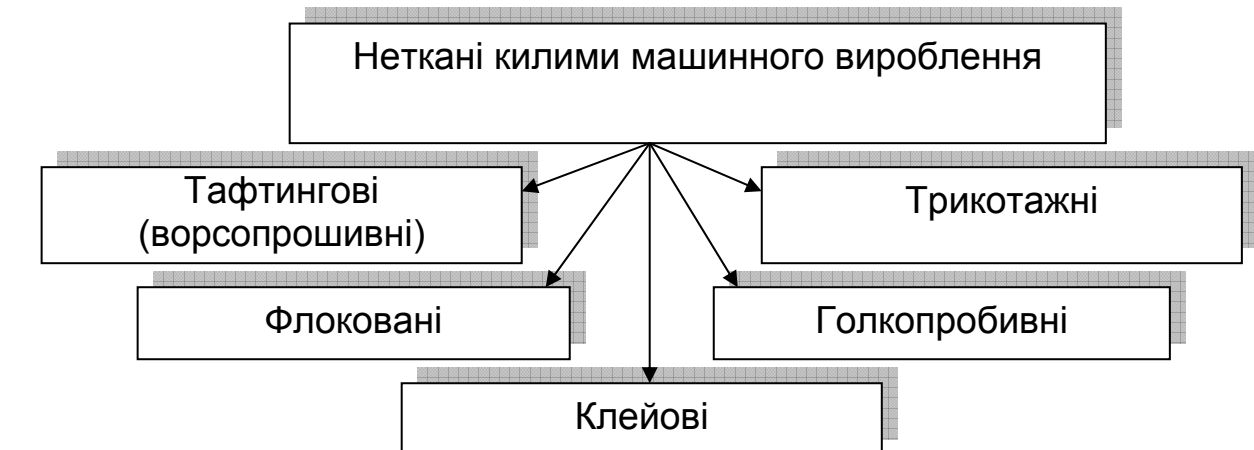 Неткані килими машинного вироблення
Тафтингові
(ворсопрошивні)
Трикотажні
Флоковані
Голкопробивні
Клейові